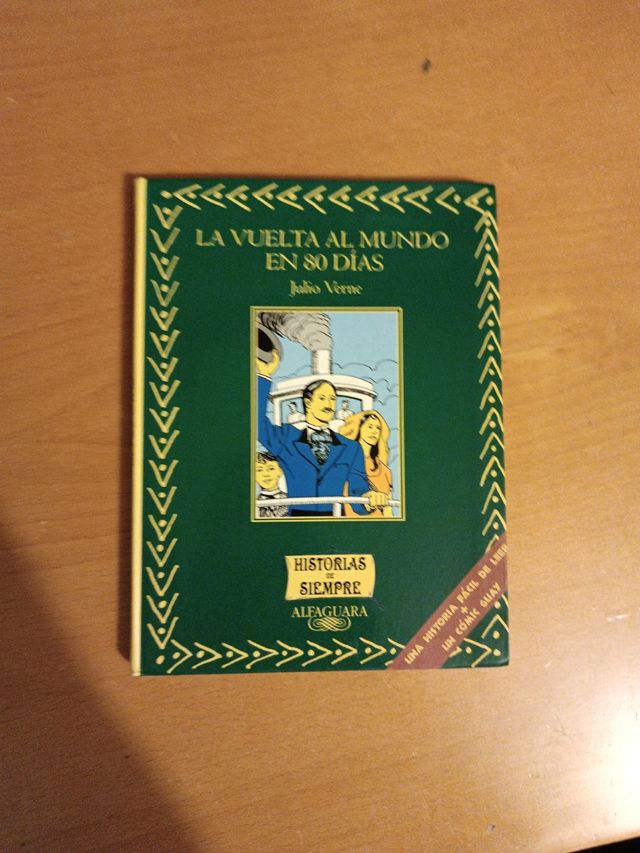 LA VUELTA AL MUNDO
EN 80 DÍAS
Julio Verne
HISTORIAS
DE
SIEMPRE
ALFAGUARA
UNA HISTORIA FÁCIL DE LEER
+
UN CÓMIC GUAY